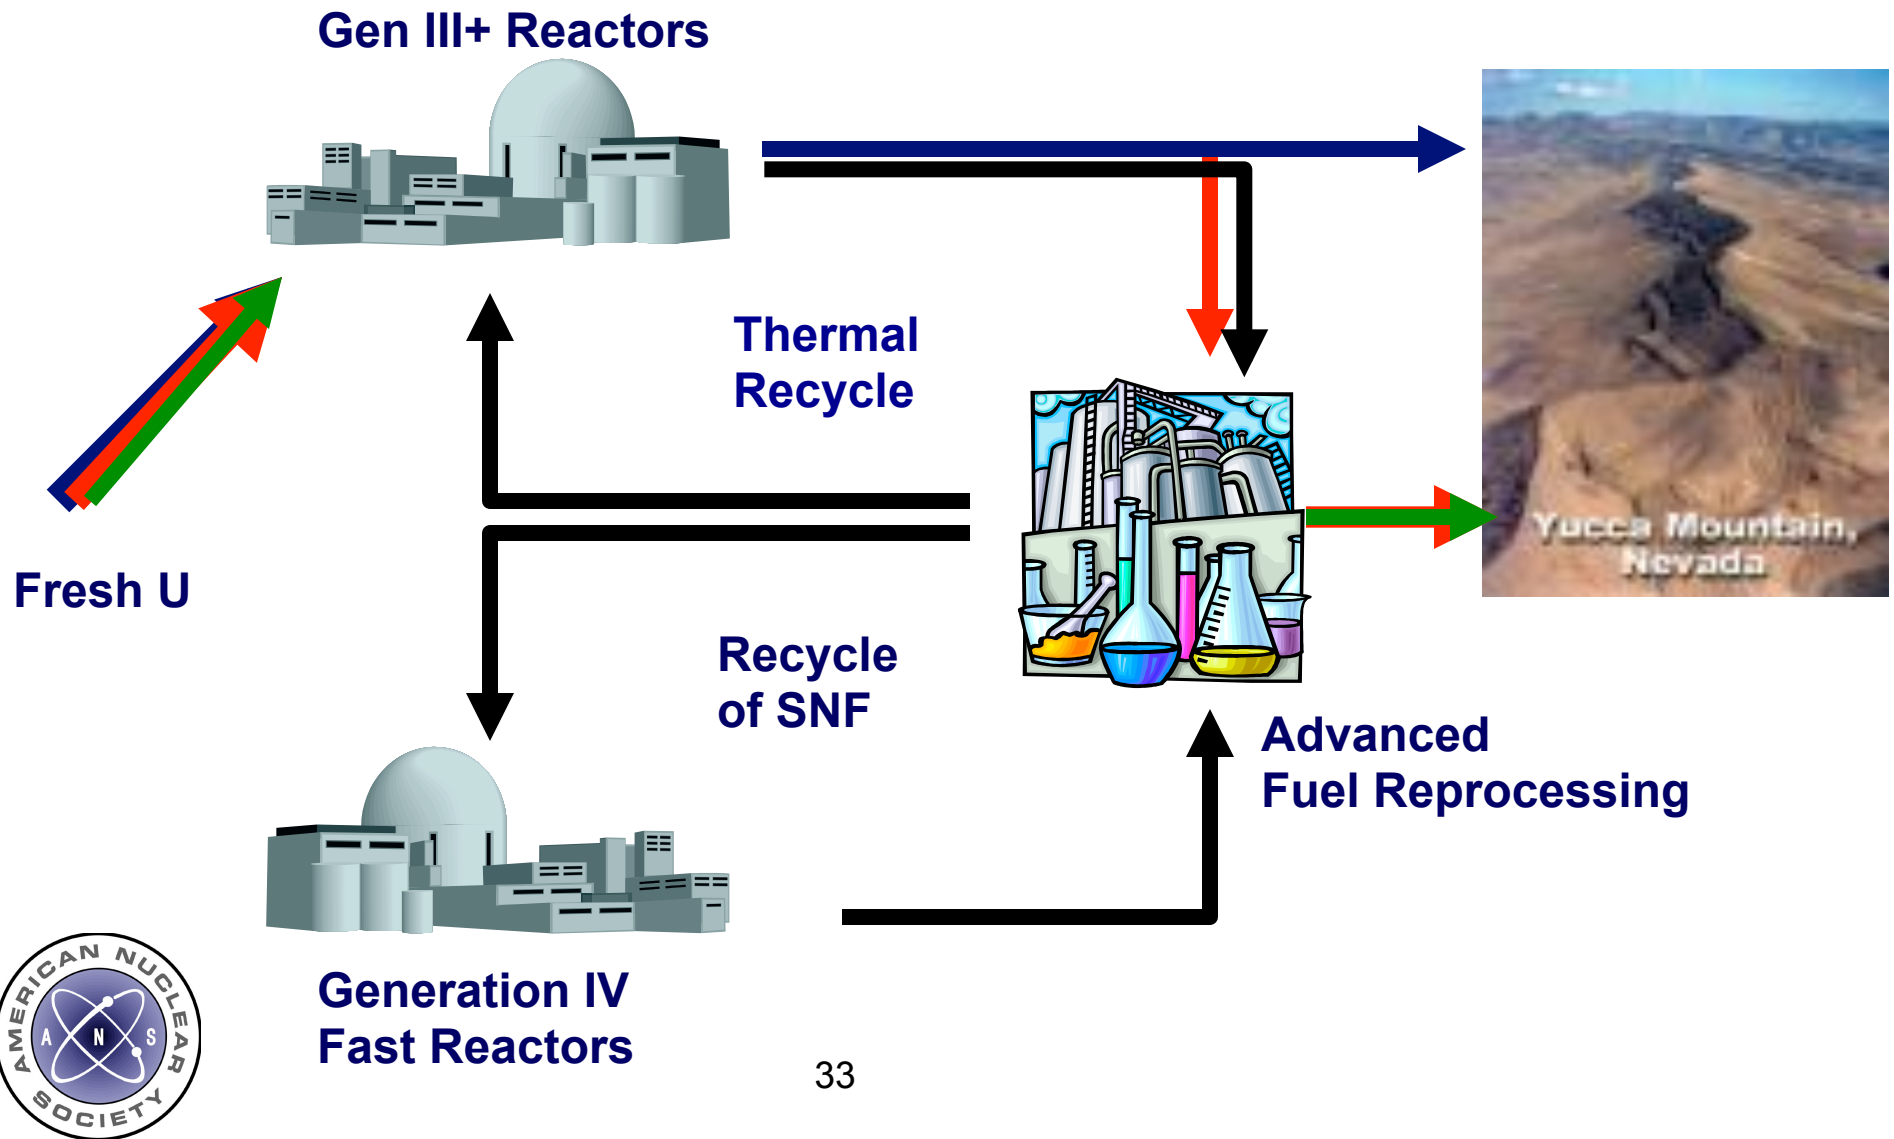 Gen III+ Reactors
Thermal
Recycle
Yucca Mountain,
Nevada
Fresh U
Recycle
of SNF
Advanced
Fuel Reprocessing
Generation IV
Fast Reactors
AMERICAN NUCLEAR
A N S
SOCIETY
33